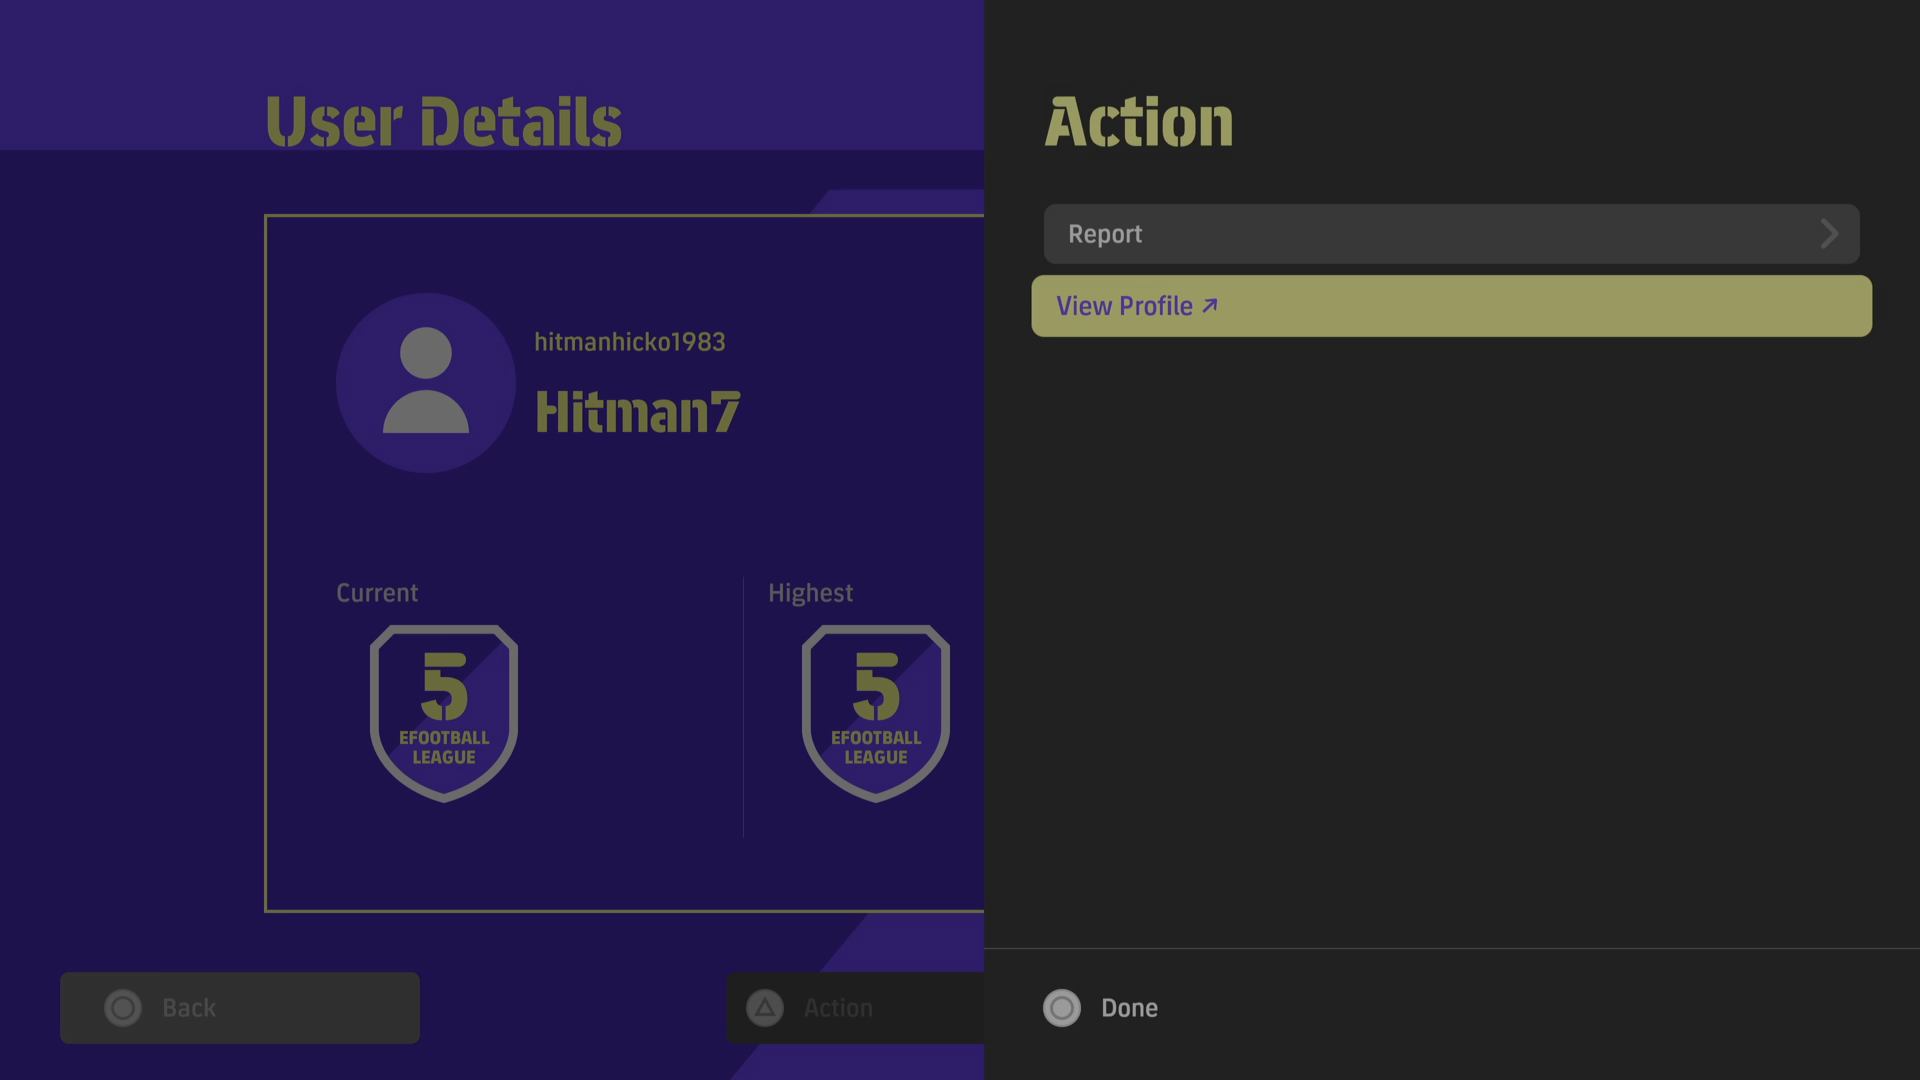 User Details
hitmanhicko1983
Hitman7
Current
Highest
5
EFOOTBALL
LEAGUE
5
EFOOTBALL
LEAGUE
Back
Action
Action
Report
View Profile ↗
Done